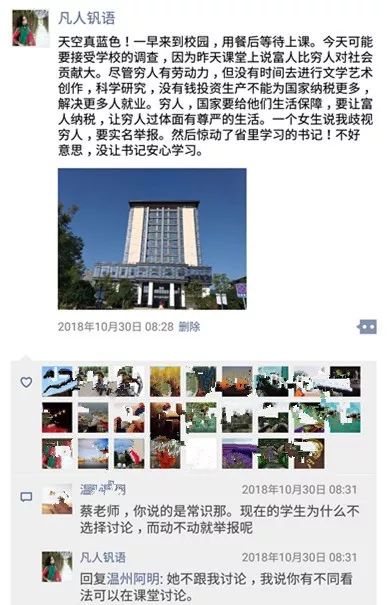 凡人钒语
天空真蓝色！一早来到校园，用餐后等待上课。今天可能
要接受学校的调查，因为昨天课堂上说富人比穷人对社会
贡献大。尽管穷人有劳动力，但没有时间去进行文学艺术
创作，科学研究，没有钱投资生产不能为国家纳税更多，
解决更多人就业。穷人，国家要给他们生活保障，要让富
人纳税，让穷人过体面有尊严的生活。一个女生说我歧视
穷人，要实名举报。然后惊动了省里学习的书记！不好
意思，没让书记安心学习。
2018年10月30日 08:28 删除
2018年10月30日 08:31
蔡老师，你说的是常识那。现在的学生为什么不
选择讨论，而动不动就举报呢
凡人钒语
2018年10月30日 08:31
回复温州阿明: 她不跟我讨论，我说你有不同看
法可以在课堂讨论。